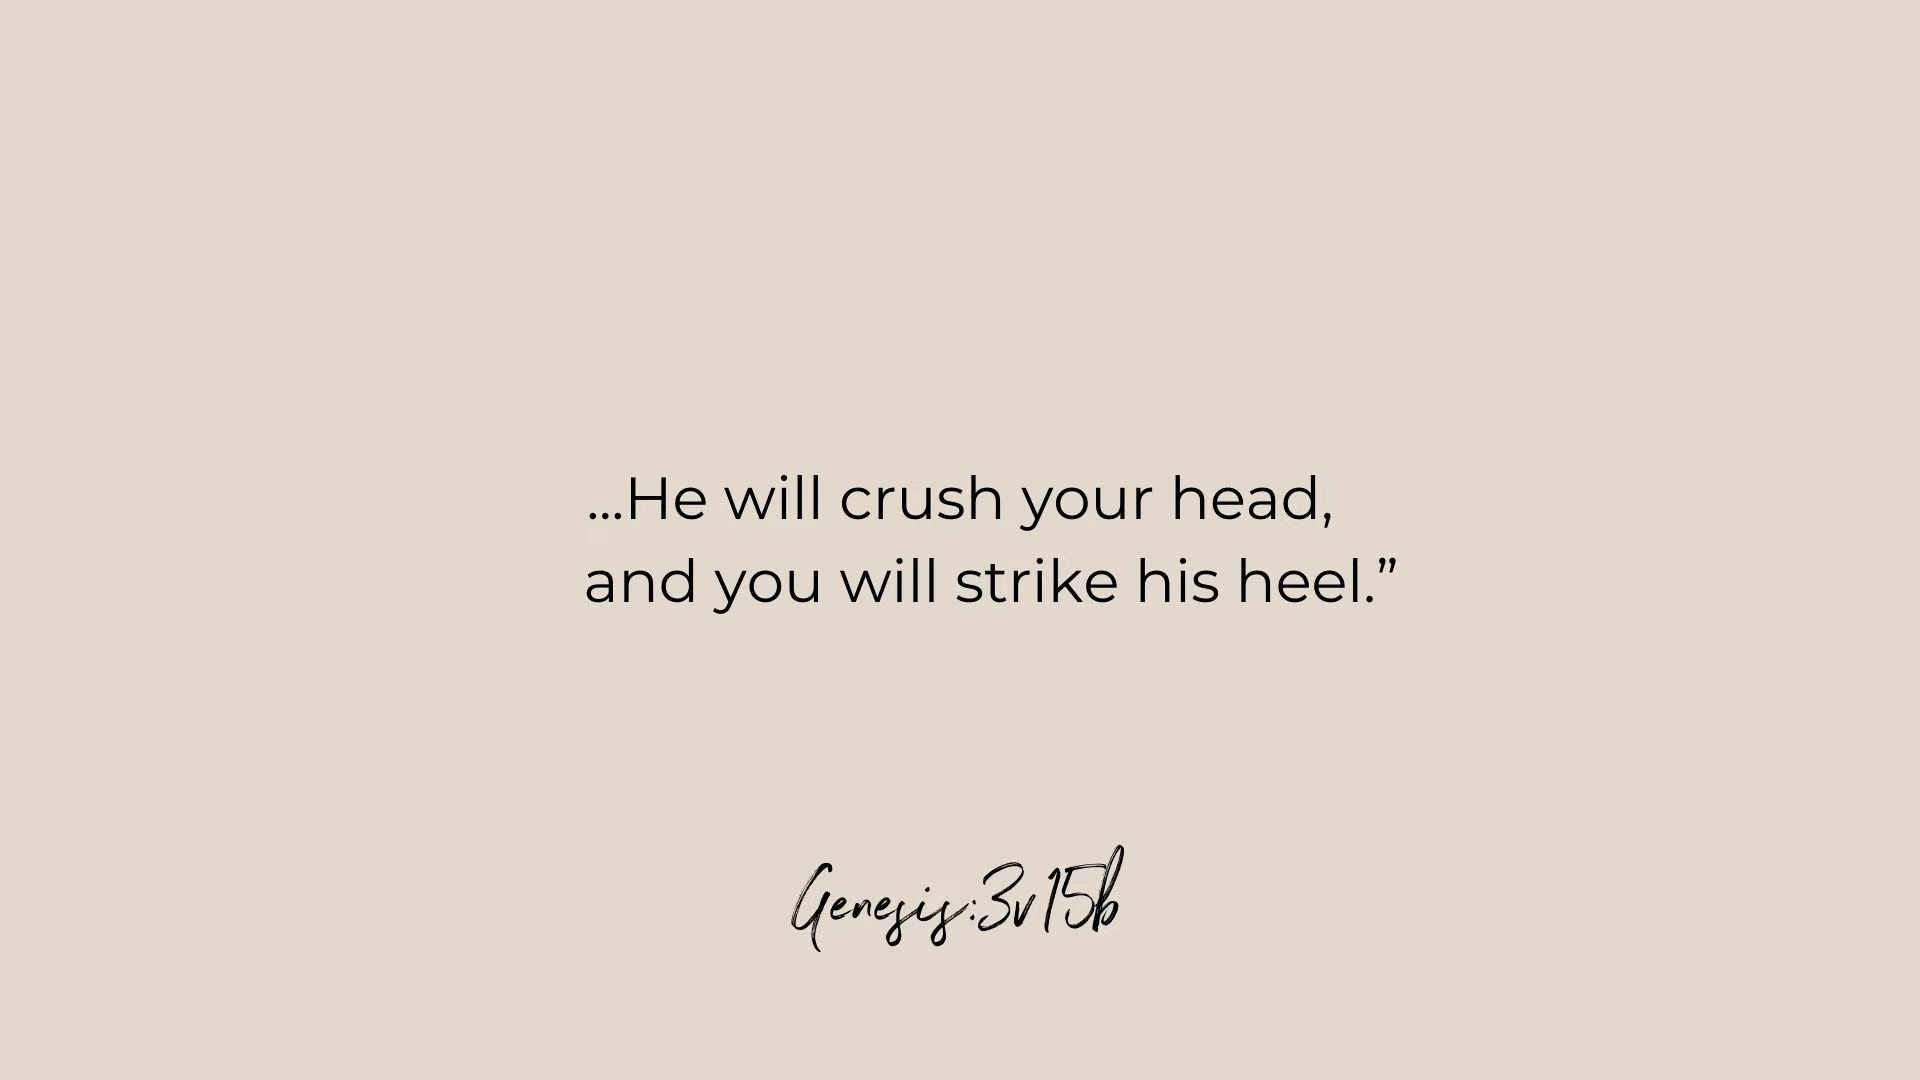 ...He will crush your head,
and you will strike his heel.”
Genesis:3v15b